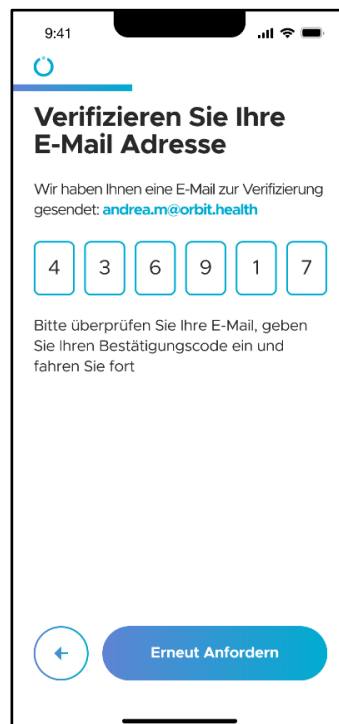 9:41
Verifizieren Sie Ihre
E-Mail Adresse
Wir haben Ihnen eine E-Mail zur Verifizierung
gesendet: andrea.m@orbit.health
4 3 6 9 1 7
Bitte überprüfen Sie Ihre E-Mail, geben
Sie Ihren Bestätigungscode ein und
fahren Sie fort
Erneut Anfordern